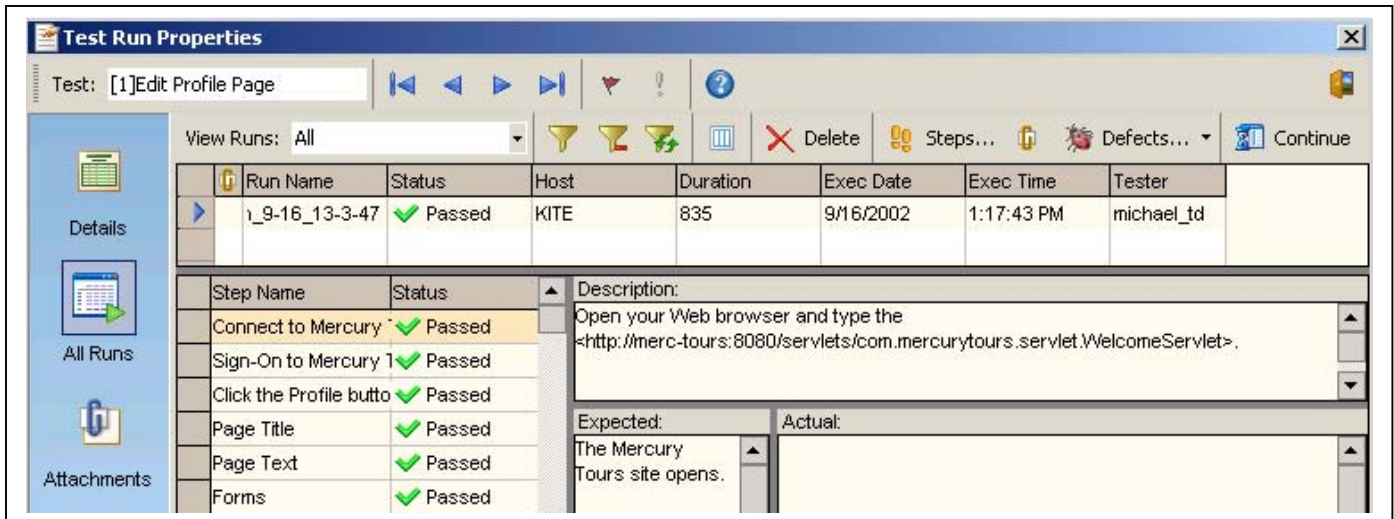 Test Run Properties
Test: [1]Edit Profile Page
View Runs: All Delete Steps... Defects... Continue
Run Name Status Host Duration Exec Date Exec Time Tester
_9-16_13-3-47 Passed KITE 835 9/16/2002 1:17:43 PM michael_td
Details
All Runs
Attachments
Step Name Status
Connect to Mercury Passed
Sign-On to Mercury T Passed
Click the Profile butto Passed
Page Title Passed
Page Text Passed
Forms Passed
Description:
Open your Web browser and type the
<http://merc-tours:8080/servlets/com.mercurytours.servlet.WelcomeServlet>.
Expected:
The Mercury
Tours site opens.
Actual: